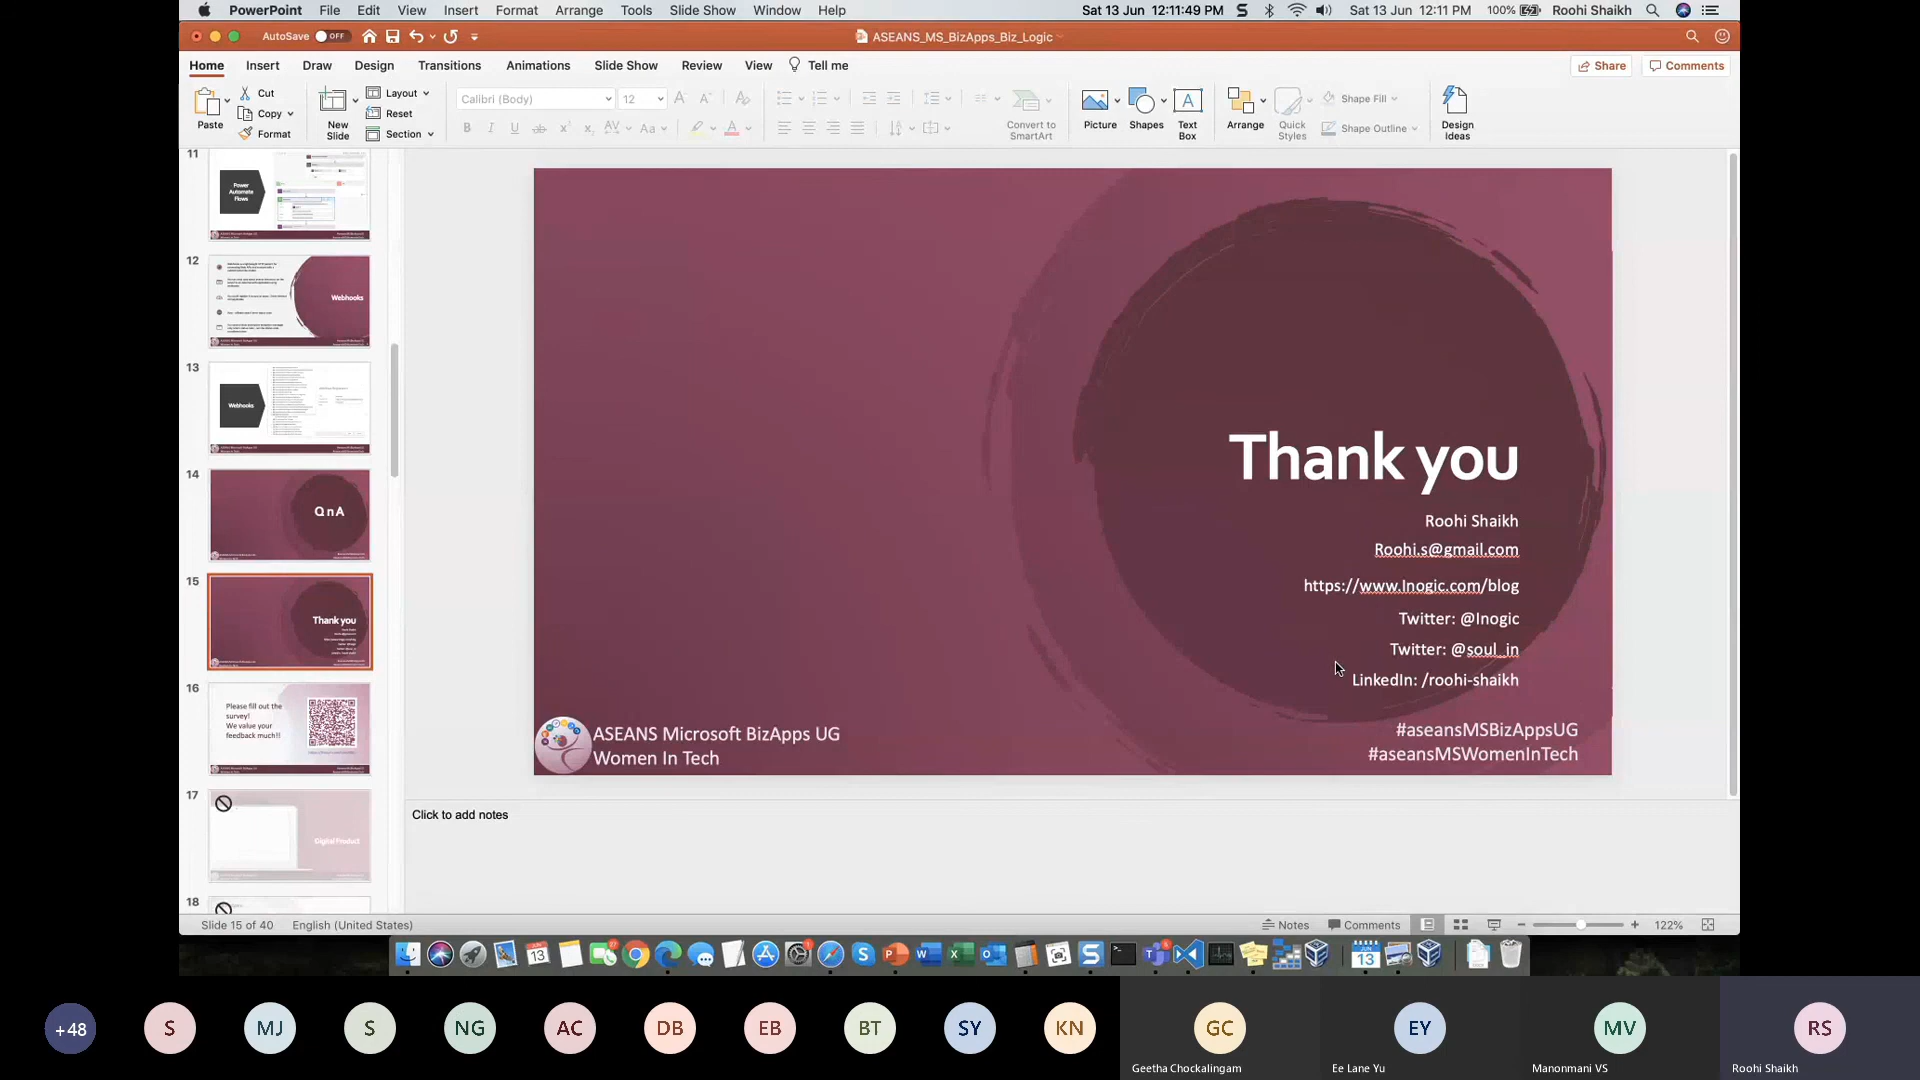 PowerPoint File Edit View Insert Format Arrange Tools Slide Show Window Help
Sat 13 Jun 12:11:49 PM Sat 13 Jun 12:11 PM 100% Roohi Shaikh
AutoSave OFF
ASEANS_MS_BizApps_Biz_Logic
Home Insert Draw Design Transitions Animations Slide Show Review View Tell me
Share Comments
Paste
Cut
Copy
Format
New Slide
Layout
Reset
Section
Calibri (Body) 12
Convert to SmartArt
Picture
Shapes
Text Box
Arrange
Quick Styles
Shape Fill
Shape Outline
Design Ideas
11
Power
Automate
Flows
12
Webhooks
13
Webhooks
14
QnA
15
Thank you
16
Please fill out the
survey!
We value your
feedback much!!
17
Digital Product
18
Thank you
Roohi Shaikh
Roohi.s@gmail.com
https://www.Inogic.com/blog
Twitter: @Inogic
Twitter: @soul_in
LinkedIn: /roohi-shaikh
ASEANS Microsoft BizApps UG
Women In Tech
#aseansMSBizAppsUG
#aseansMSWomenInTech
Click to add notes
Slide 15 of 40 English (United States)
Notes Comments 122%
+48 S MJ S NG AC DB EB BT SY KN GC EY MV RS
Geetha Chockalingam Ee Lane Yu Manonmani VS Roohi Shaikh